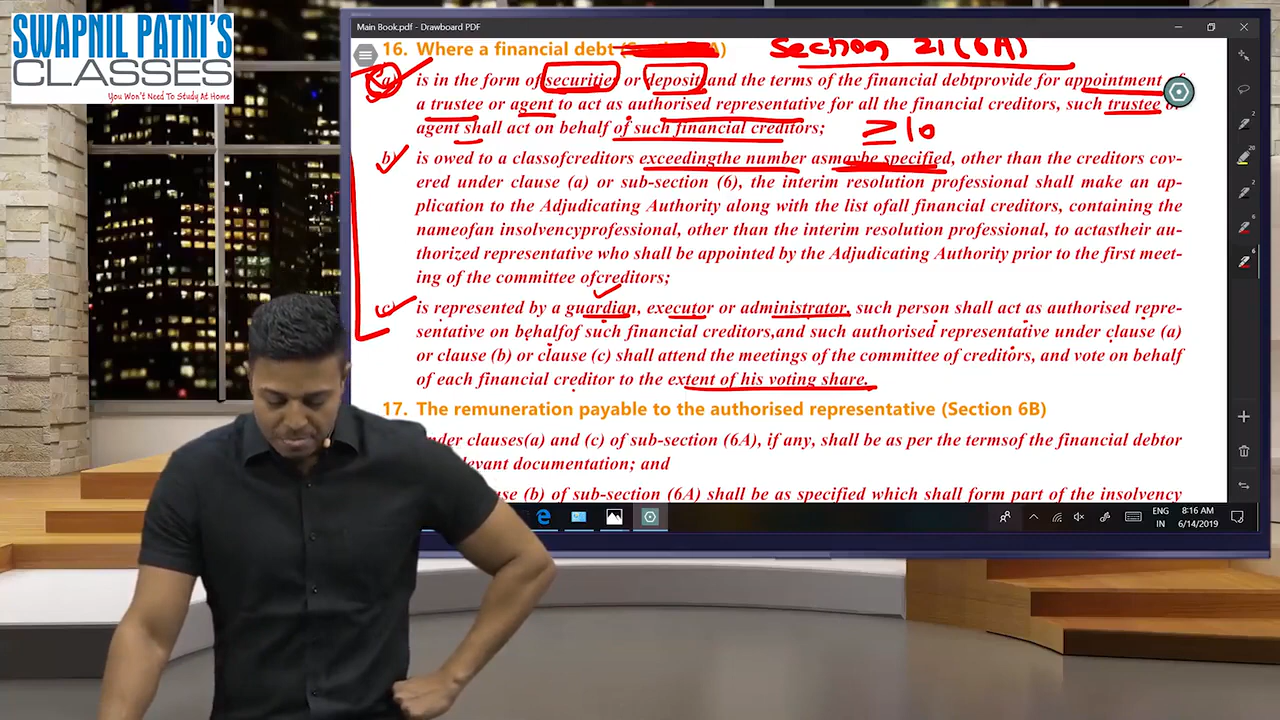 SWAPNIL PATNI'S
CLASSES
You Won't Need To Study At Home
Main Book.pdf - Drawboard PDF
16. Where a financial debt ( A) Section 21 (6A)
(a) is in the form of securities or deposit and the terms of the financial debtprovide for appointment of
a trustee or agent to act as authorised representative for all the financial creditors, such trustee or
agent shall act on behalf of such financial creditors;
≥ 10
b) is owed to a classofcreditors exceedingthe number asmaybe specified, other than the creditors cov-
ered under clause (a) or sub-section (6), the interim resolution professional shall make an ap-
plication to the Adjudicating Authority along with the list ofall financial creditors, containing the
nameofan insolvencyprofessional, other than the interim resolution professional, to actastheir au-
thorized representative who shall be appointed by the Adjudicating Authority prior to the first meet-
ing of the committee ofcreditors;
c) is represented by a guardian, executor or administrator, such person shall act as authorised repre-
sentative on behalfof such financial creditors,and such authorised representative under clause (a)
or clause (b) or clause (c) shall attend the meetings of the committee of creditors, and vote on behalf
of each financial creditor to the extent of his voting share.
17. The remuneration payable to the authorised representative (Section 6B)
under clauses(a) and (c) of sub-section (6A), if any, shall be as per the termsof the financial debtor
levant documentation; and
se (b) of sub-section (6A) shall be as specified which shall form part of the insolvency
ENG
IN
8:16 AM
6/14/2019